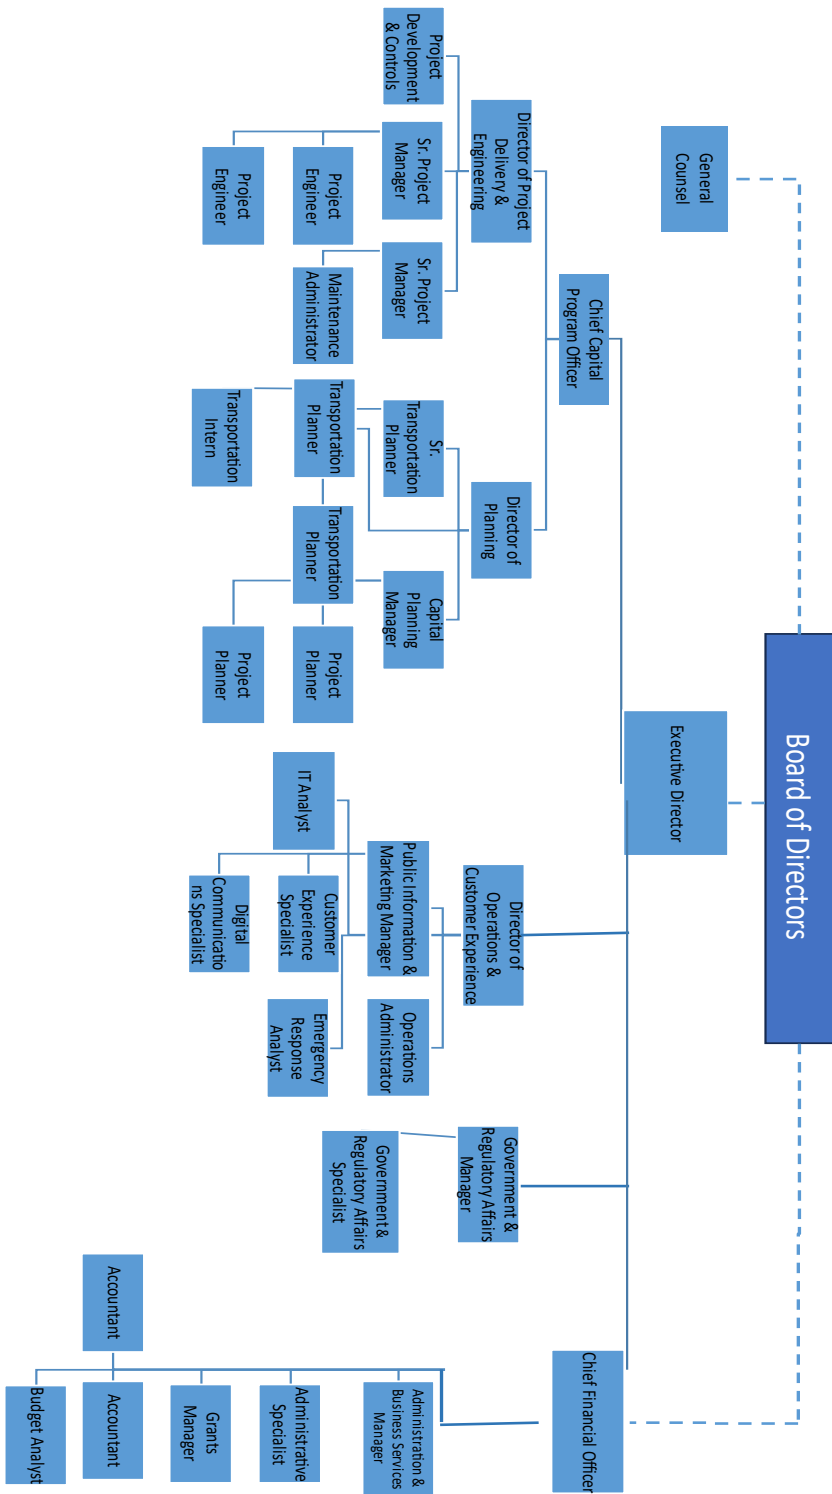 Board of Directors
General
Counsel
Executive Director
Chief Capital
Program Officer
Chief Financial Officer
Director of Project
Delivery &
Engineering
Director of
Planning
Director of
Operations &
Customer Experience
Government &
Regulatory Affairs
Manager
Project
Development
& Controls
Sr. Project
Manager
Sr. Project
Manager
Sr.
Transportation
Planner
Capital
Planning
Manager
Public Information &
Marketing Manager
Operations
Administrator
Government &
Regulatory Affairs
Specialist
Administration &
Business Services
Manager
Project
Engineer
Maintenance
Administrator
Transportation
Planner
Transportation
Planner
Project
Planner
IT Analyst
Customer
Experience
Specialist
Emergency
Response
Analyst
Administrative
Specialist
Project
Engineer
Transportation
Intern
Project
Planner
Digital
Communicatio
ns Specialist
Grants
Manager
Accountant
Accountant
Budget Analyst